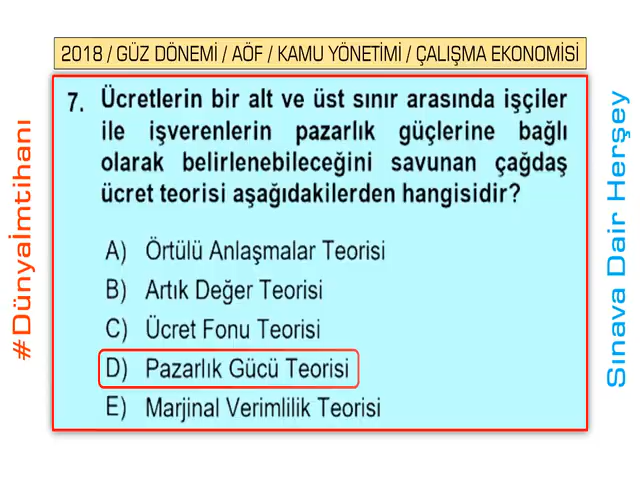 2018 / GÜZ DÖNEMİ / AÖF / KAMU YÖNETİMİ / ÇALIŞMA EKONOMİSİ
#Dünyaİmtihanı
7. Ücretlerin bir alt ve üst sınır arasında işçiler
ile işverenlerin pazarlık güçlerine bağlı
olarak belirlenebileceğini savunan çağdaş
ücret teorisi aşağıdakilerden hangisidir?
A) Örtülü Anlaşmalar Teorisi
B) Artık Değer Teorisi
C) Ücret Fonu Teorisi
D) Pazarlık Gücü Teorisi
E) Marjinal Verimlilik Teorisi
Sınava Dair Herşey